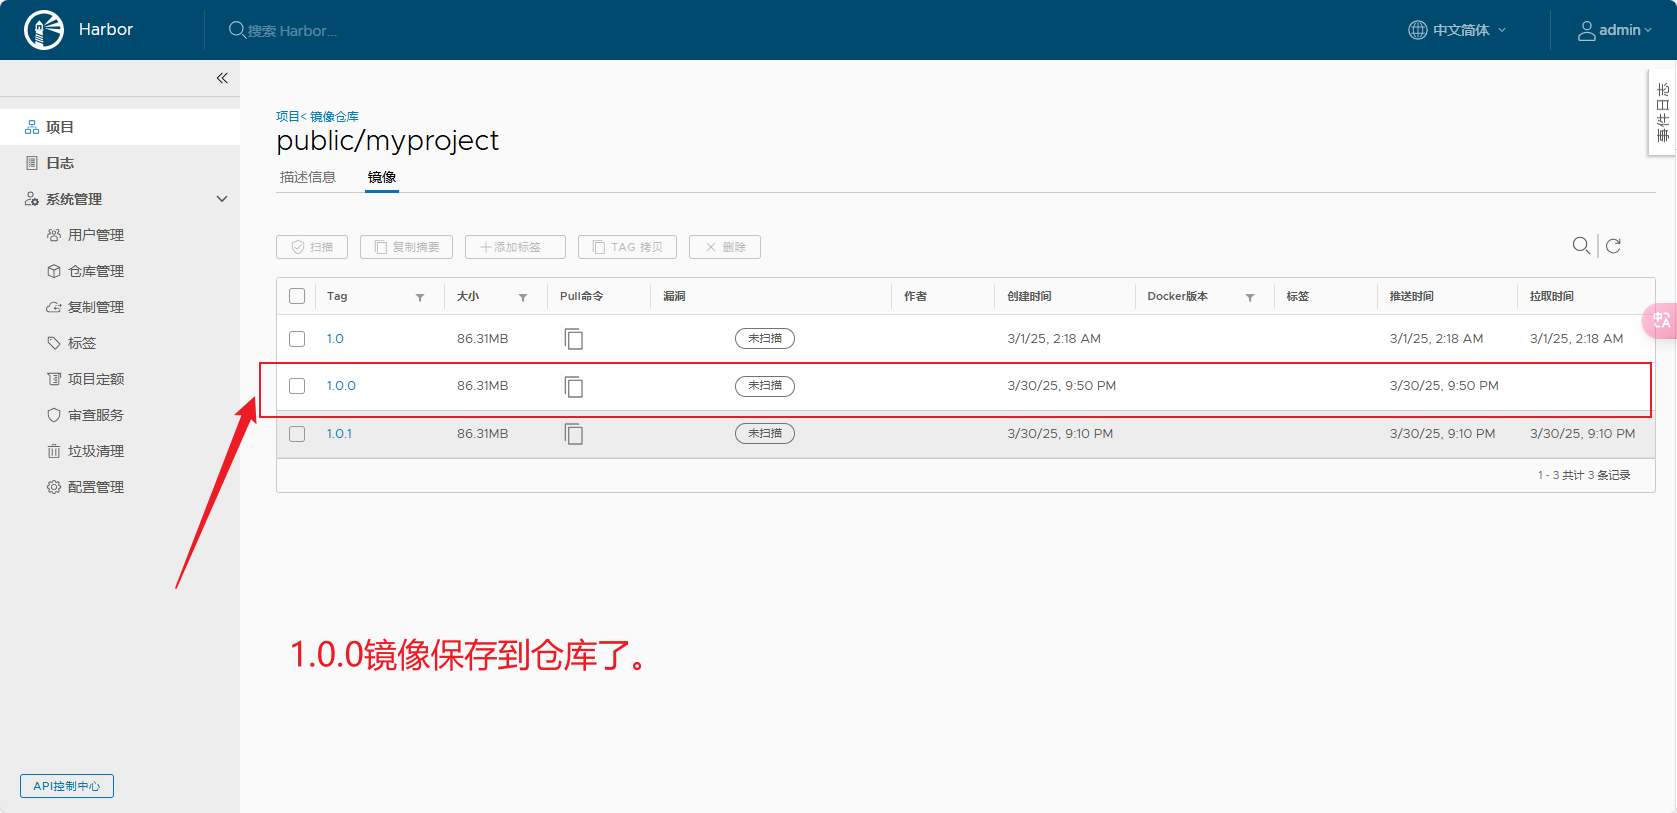 Harbor
搜索 Harbor...
中文简体
admin
事件日志
项目
日志
系统管理
用户管理
仓库管理
复制管理
标签
项目定额
审查服务
垃圾清理
配置管理
API控制中心
项目< 镜像仓库
public/myproject
描述信息 镜像
扫描 复制摘要 添加标签 TAG 拷贝 删除
Tag 大小 Pull命令 漏洞 作者 创建时间 Docker版本 标签 推送时间 拉取时间
1.0 86.31MB 未扫描 3/1/25, 2:18 AM 3/1/25, 2:18 AM 3/1/25, 2:18 AM
1.0.0 86.31MB 未扫描 3/30/25, 9:50 PM 3/30/25, 9:50 PM
1.0.1 86.31MB 未扫描 3/30/25, 9:10 PM 3/30/25, 9:10 PM 3/30/25, 9:10 PM
1 - 3 共计 3 条记录
1.0.0镜像保存到仓库了。